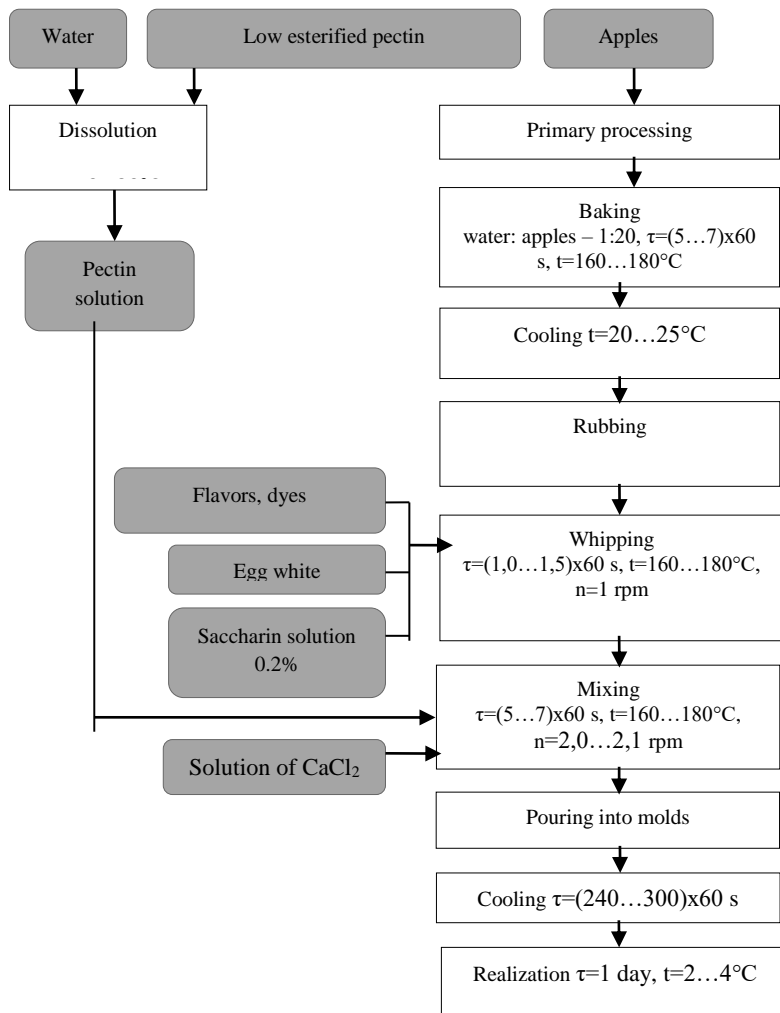 Water
Low esterified pectin
Apples
Dissolution
Primary processing
Baking
water: apples – 1:20, τ=(5…7)x60
s, t=160…180°C
Pectin
solution
Cooling t=20…25°C
Rubbing
Flavors, dyes
Egg white
Saccharin solution
0.2%
Whipping
τ=(1,0…1,5)x60 s, t=160…180°C,
n=1 rpm
Mixing
τ=(5…7)x60 s, t=160…180°C,
n=2,0…2,1 rpm
Solution of CaCl₂
Pouring into molds
Cooling τ=(240…300)x60 s
Realization τ=1 day, t=2…4°C